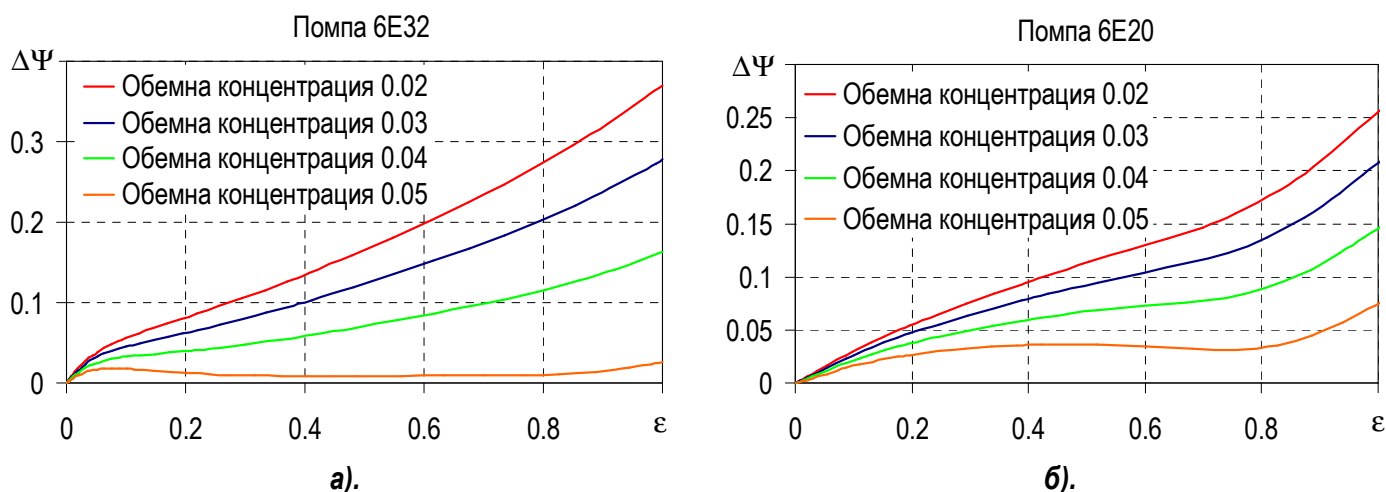 Помпа 6E32
ΔΨ
Обемна концентрация 0.02
Обемна концентрация 0.03
Обемна концентрация 0.04
Обемна концентрация 0.05
0.3
0.2
0.1
0
0 0.2 0.4 0.6 0.8 ε
а).
Помпа 6E20
ΔΨ
Обемна концентрация 0.02
Обемна концентрация 0.03
Обемна концентрация 0.04
Обемна концентрация 0.05
0.25
0.2
0.15
0.1
0.05
0
0 0.2 0.4 0.6 0.8 ε
б).